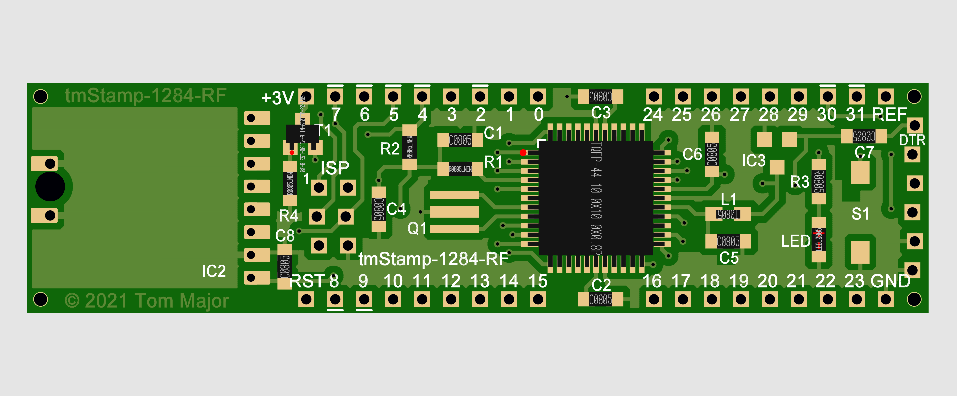 tmStamp-1284-RF
+3V 7 6 5 4 3 2 1 0 C3 24 25 26 27 28 29 30 31 REF
T1 R2 C1 C6 IC3 C7 DTR
ISP R1
1 R3
R4 C4 L1 S1
C8 Q1 LED
IC2 tmStamp-1284-RF C5
© 2021 Tom Major RST 8 9 10 11 12 13 14 15 C2 16 17 18 19 20 21 22 23 GND